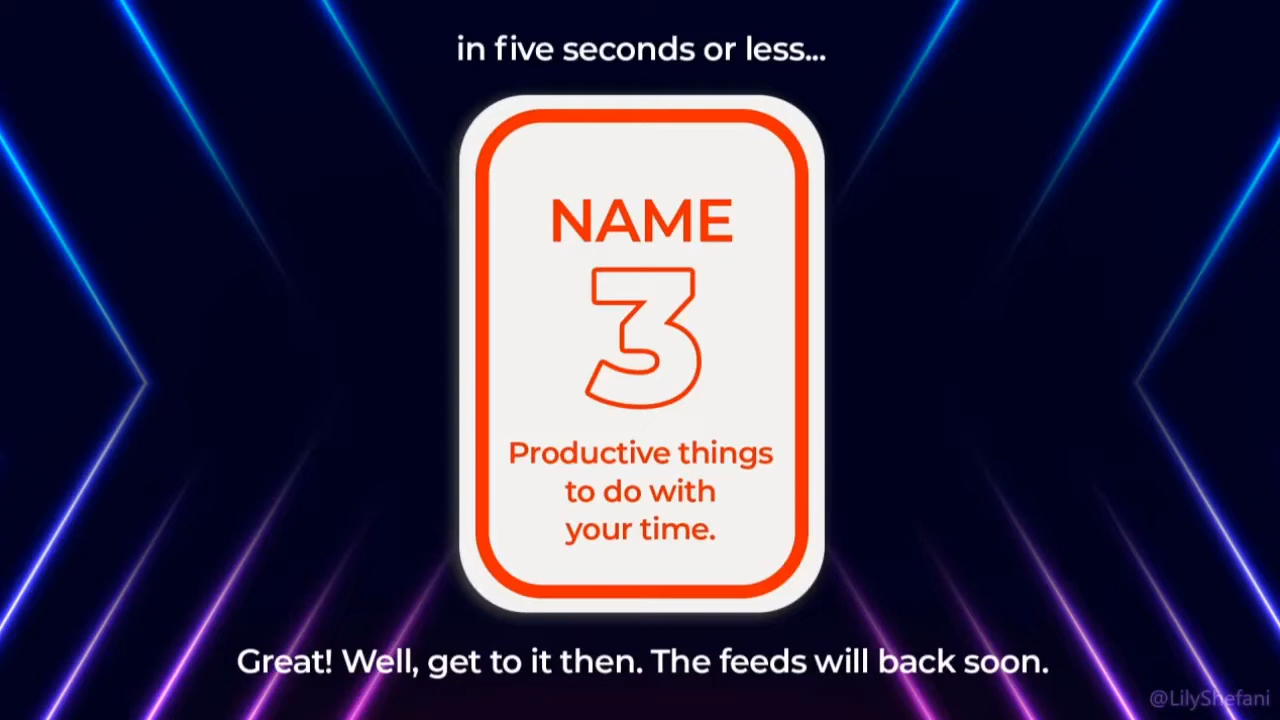 in five seconds or less...
NAME
3
Productive things
to do with
your time.
Great! Well, get to it then. The feeds will back soon.
@LilyShefani